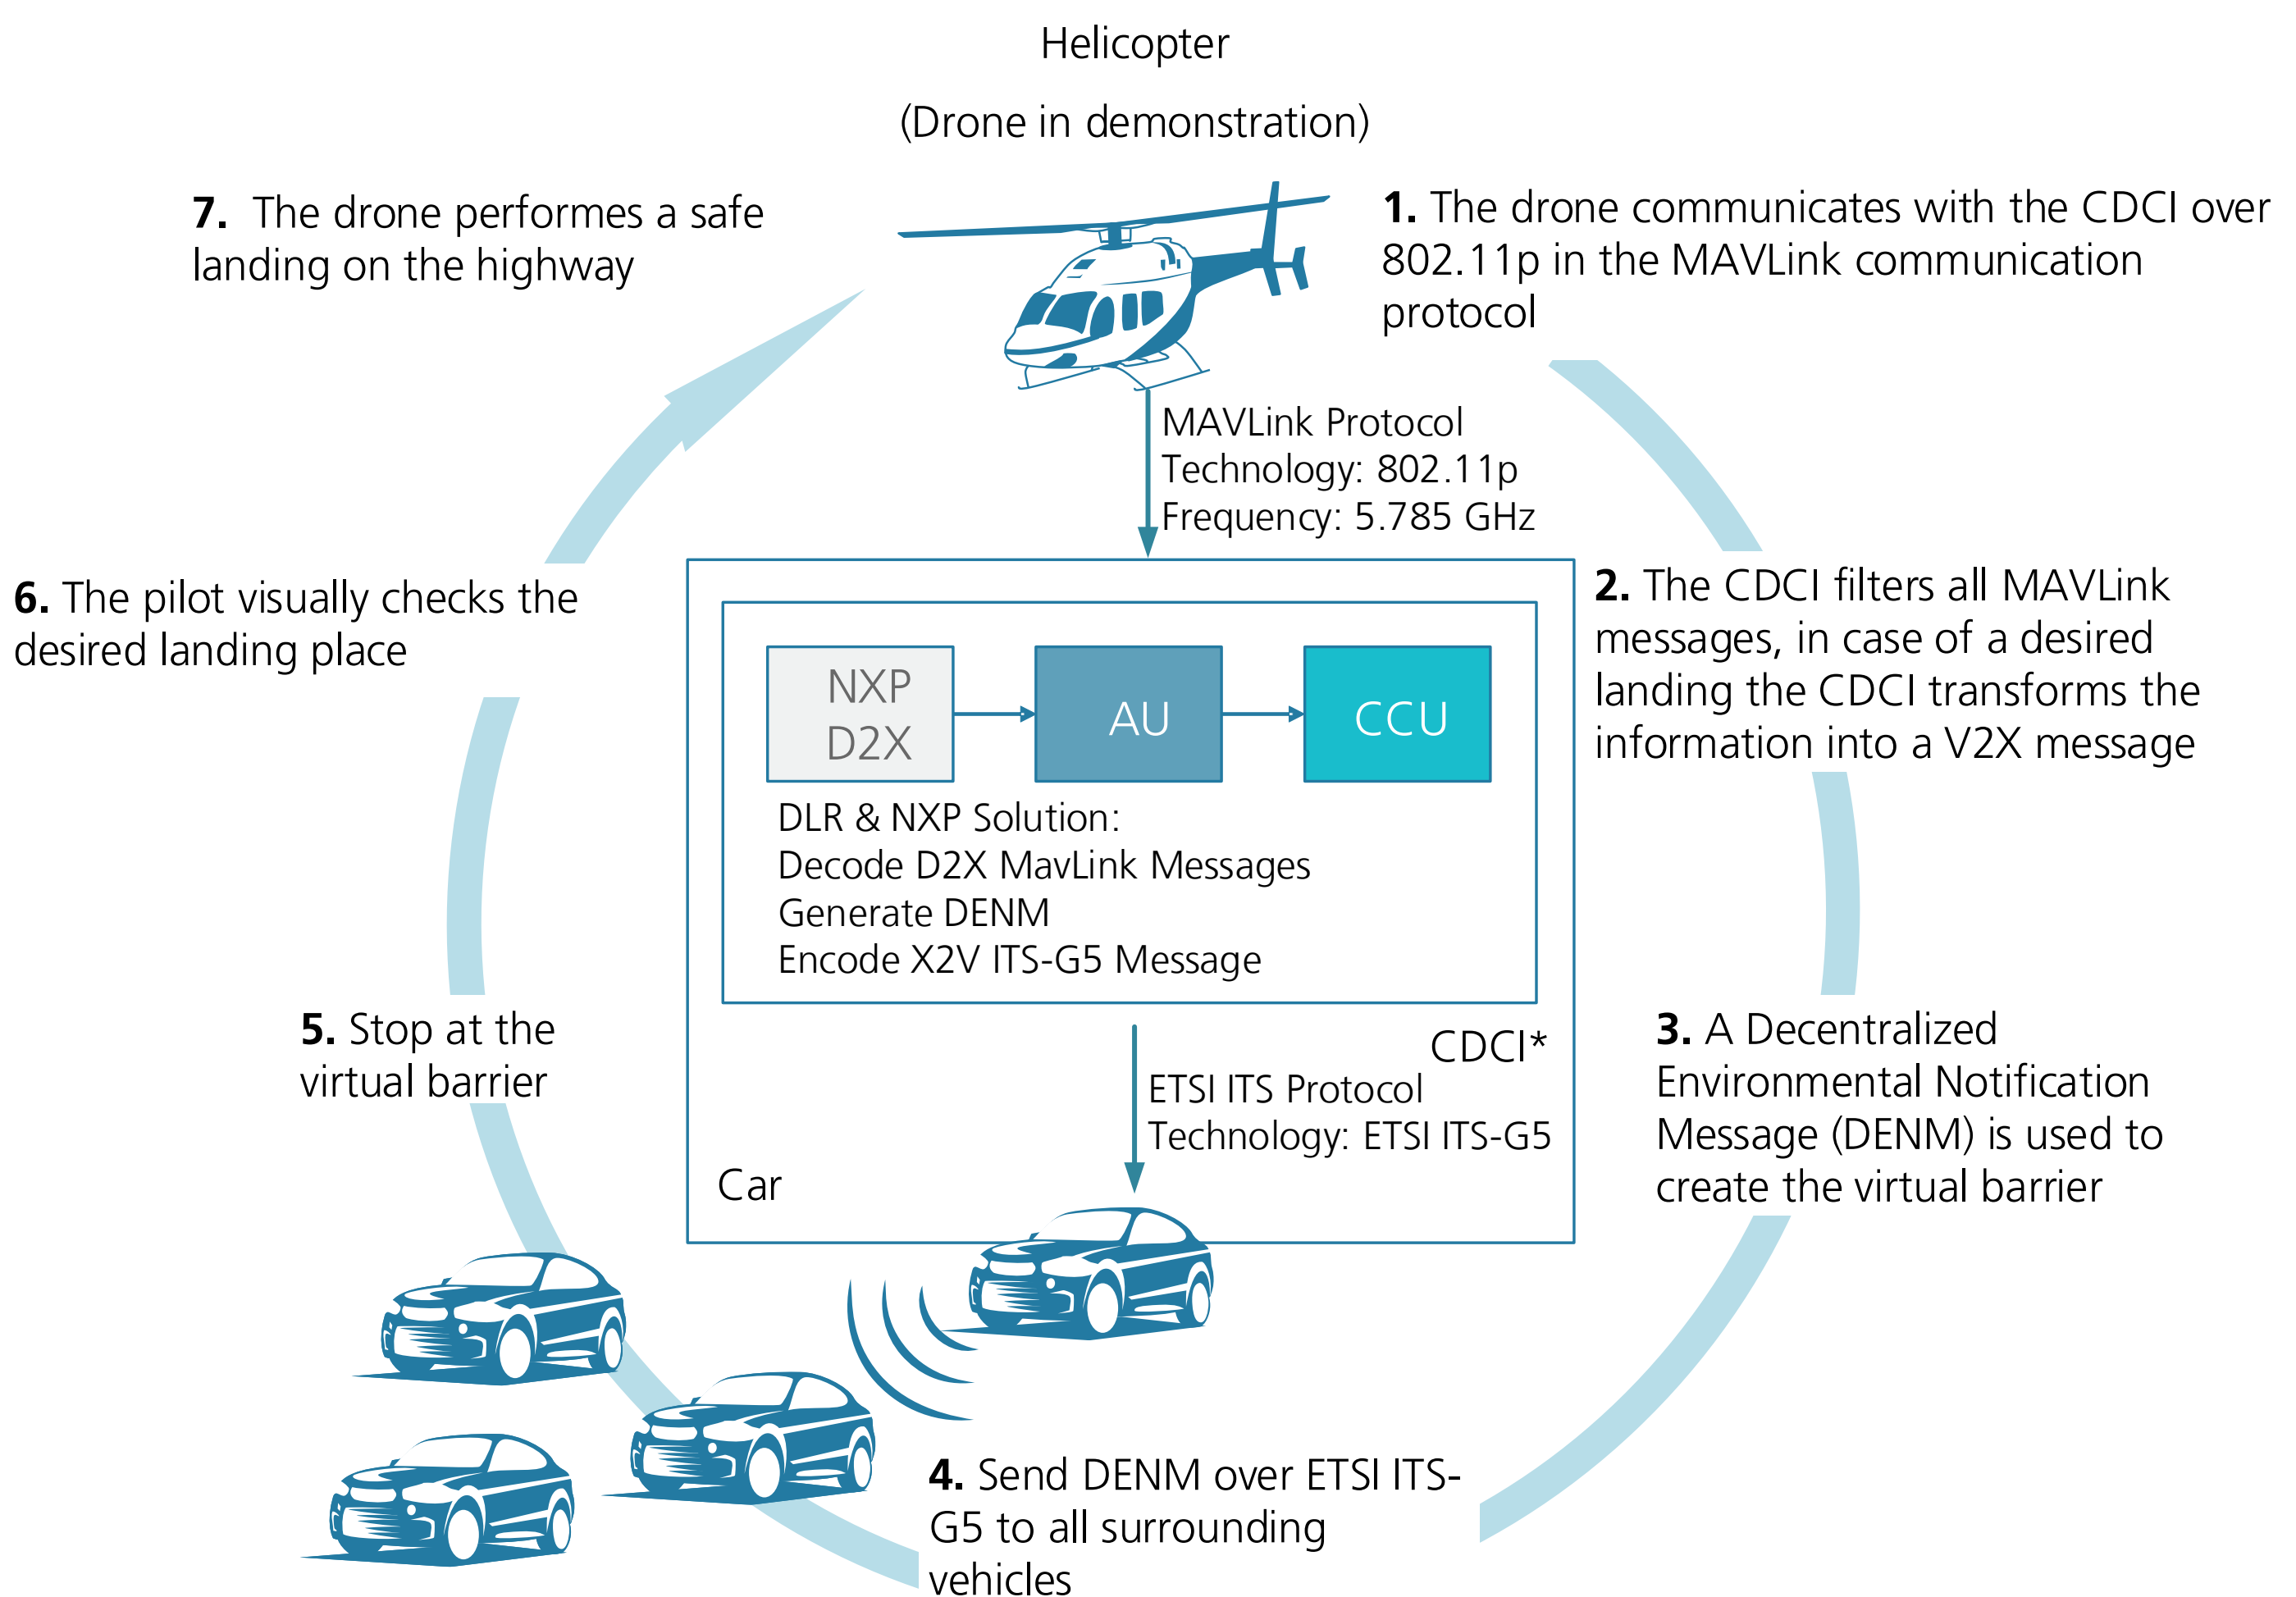 Helicopter
(Drone in demonstration)
1. The drone communicates with the CDCI over
802.11p in the MAVLink communication
protocol
MAVLink Protocol
Technology: 802.11p
Frequency: 5.785 GHz
2. The CDCI filters all MAVLink
messages, in case of a desired
landing the CDCI transforms the
information into a V2X message
NXP
D2X
AU
CCU
DLR & NXP Solution:
Decode D2X MavLink Messages
Generate DENM
Encode X2V ITS-G5 Message
CDCI*
ETSI ITS Protocol
Technology: ETSI ITS-G5
Car
3. A Decentralized
Environmental Notification
Message (DENM) is used to
create the virtual barrier
4. Send DENM over ETSI ITS-
G5 to all surrounding
vehicles
5. Stop at the
virtual barrier
6. The pilot visually checks the
desired landing place
7. The drone performes a safe
landing on the highway